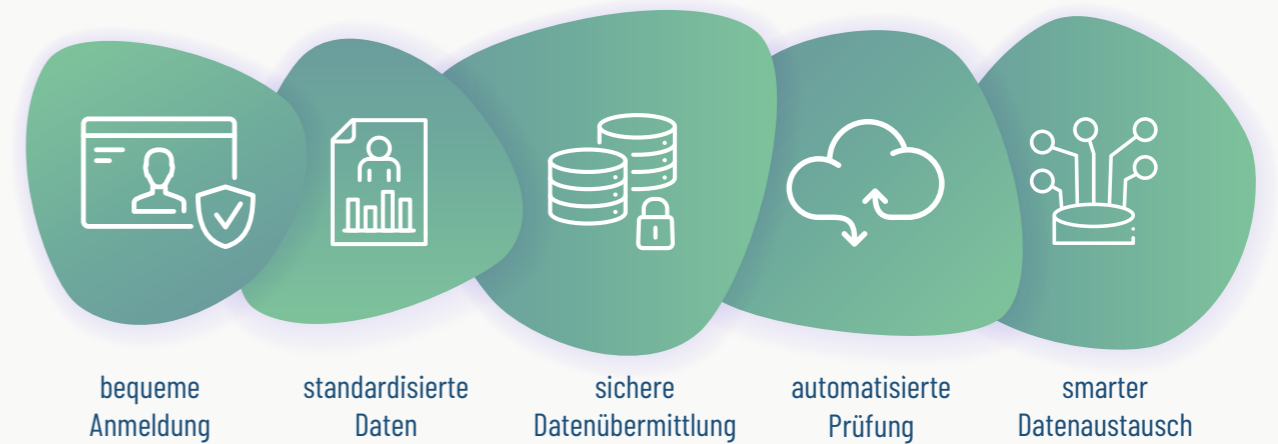 bequeme
Anmeldung
standardisierte
Daten
sichere
Datenübermittlung
automatisierte
Prüfung
smarter
Datenaustausch